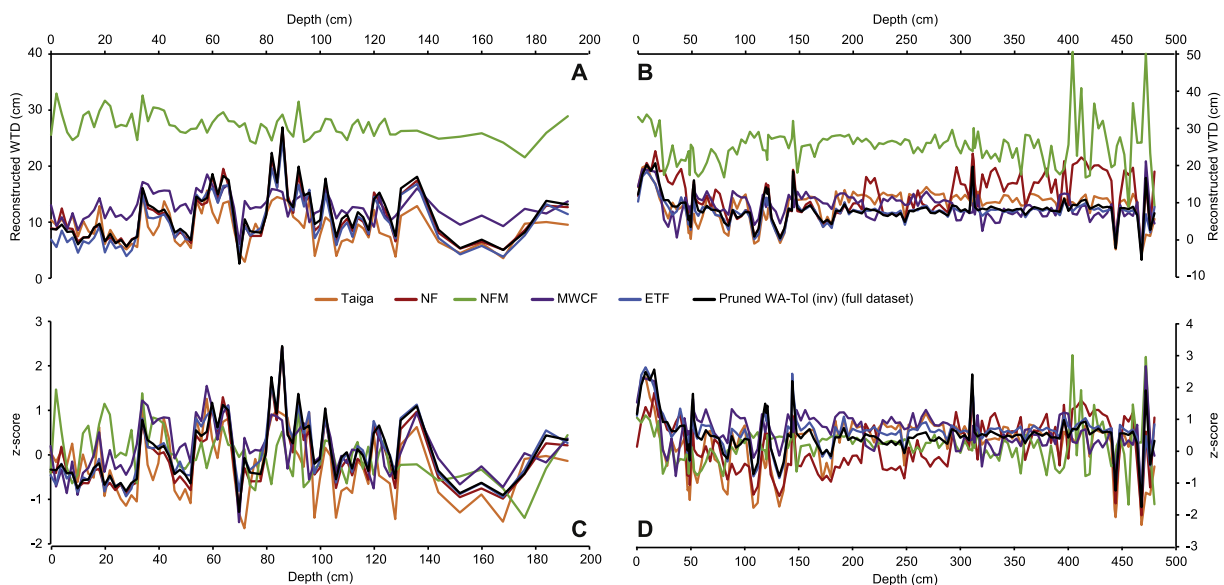 Depth (cm)
Depth (cm)
0 20 40 60 80 100 120 140 160 180 200
0 50 100 150 200 250 300 350 400 450 500
Reconstructed WTD (cm)
40
30
20
10
0
A
B
50
40
30
20
10
0
-10
Reconstructed WTD (cm)
Taiga NF NFM MWCF ETF Pruned WA-Tol (inv) (full dataset)
z-score
3
2
1
0
-1
-2
C
D
4
3
2
1
0
-1
-2
-3
z-score
0 20 40 60 80 100 120 140 160 180 200
0 50 100 150 200 250 300 350 400 450 500
Depth (cm)
Depth (cm)